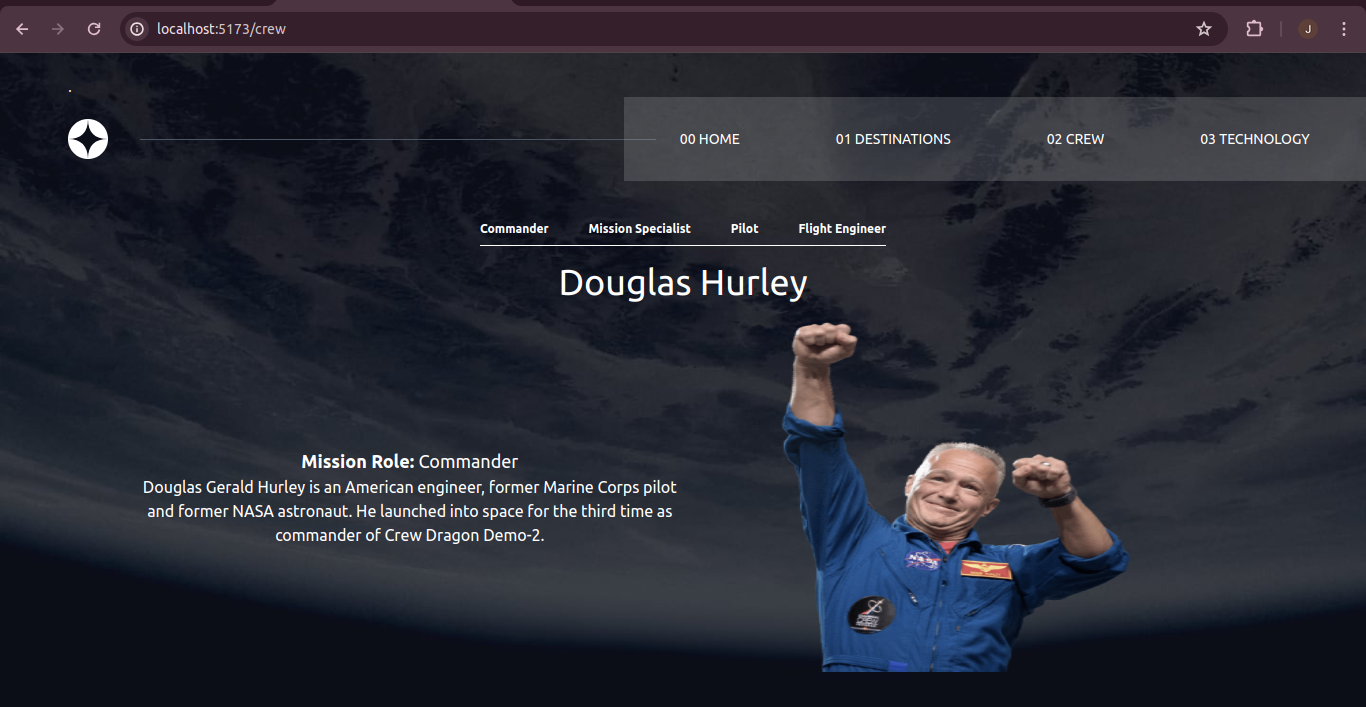 localhost:5173/crew
J
.
00 HOME 01 DESTINATIONS 02 CREW 03 TECHNOLOGY
Commander Mission Specialist Pilot Flight Engineer
Douglas Hurley
Mission Role: Commander
Douglas Gerald Hurley is an American engineer, former Marine Corps pilot
and former NASA astronaut. He launched into space for the third time as
commander of Crew Dragon Demo-2.
NASA